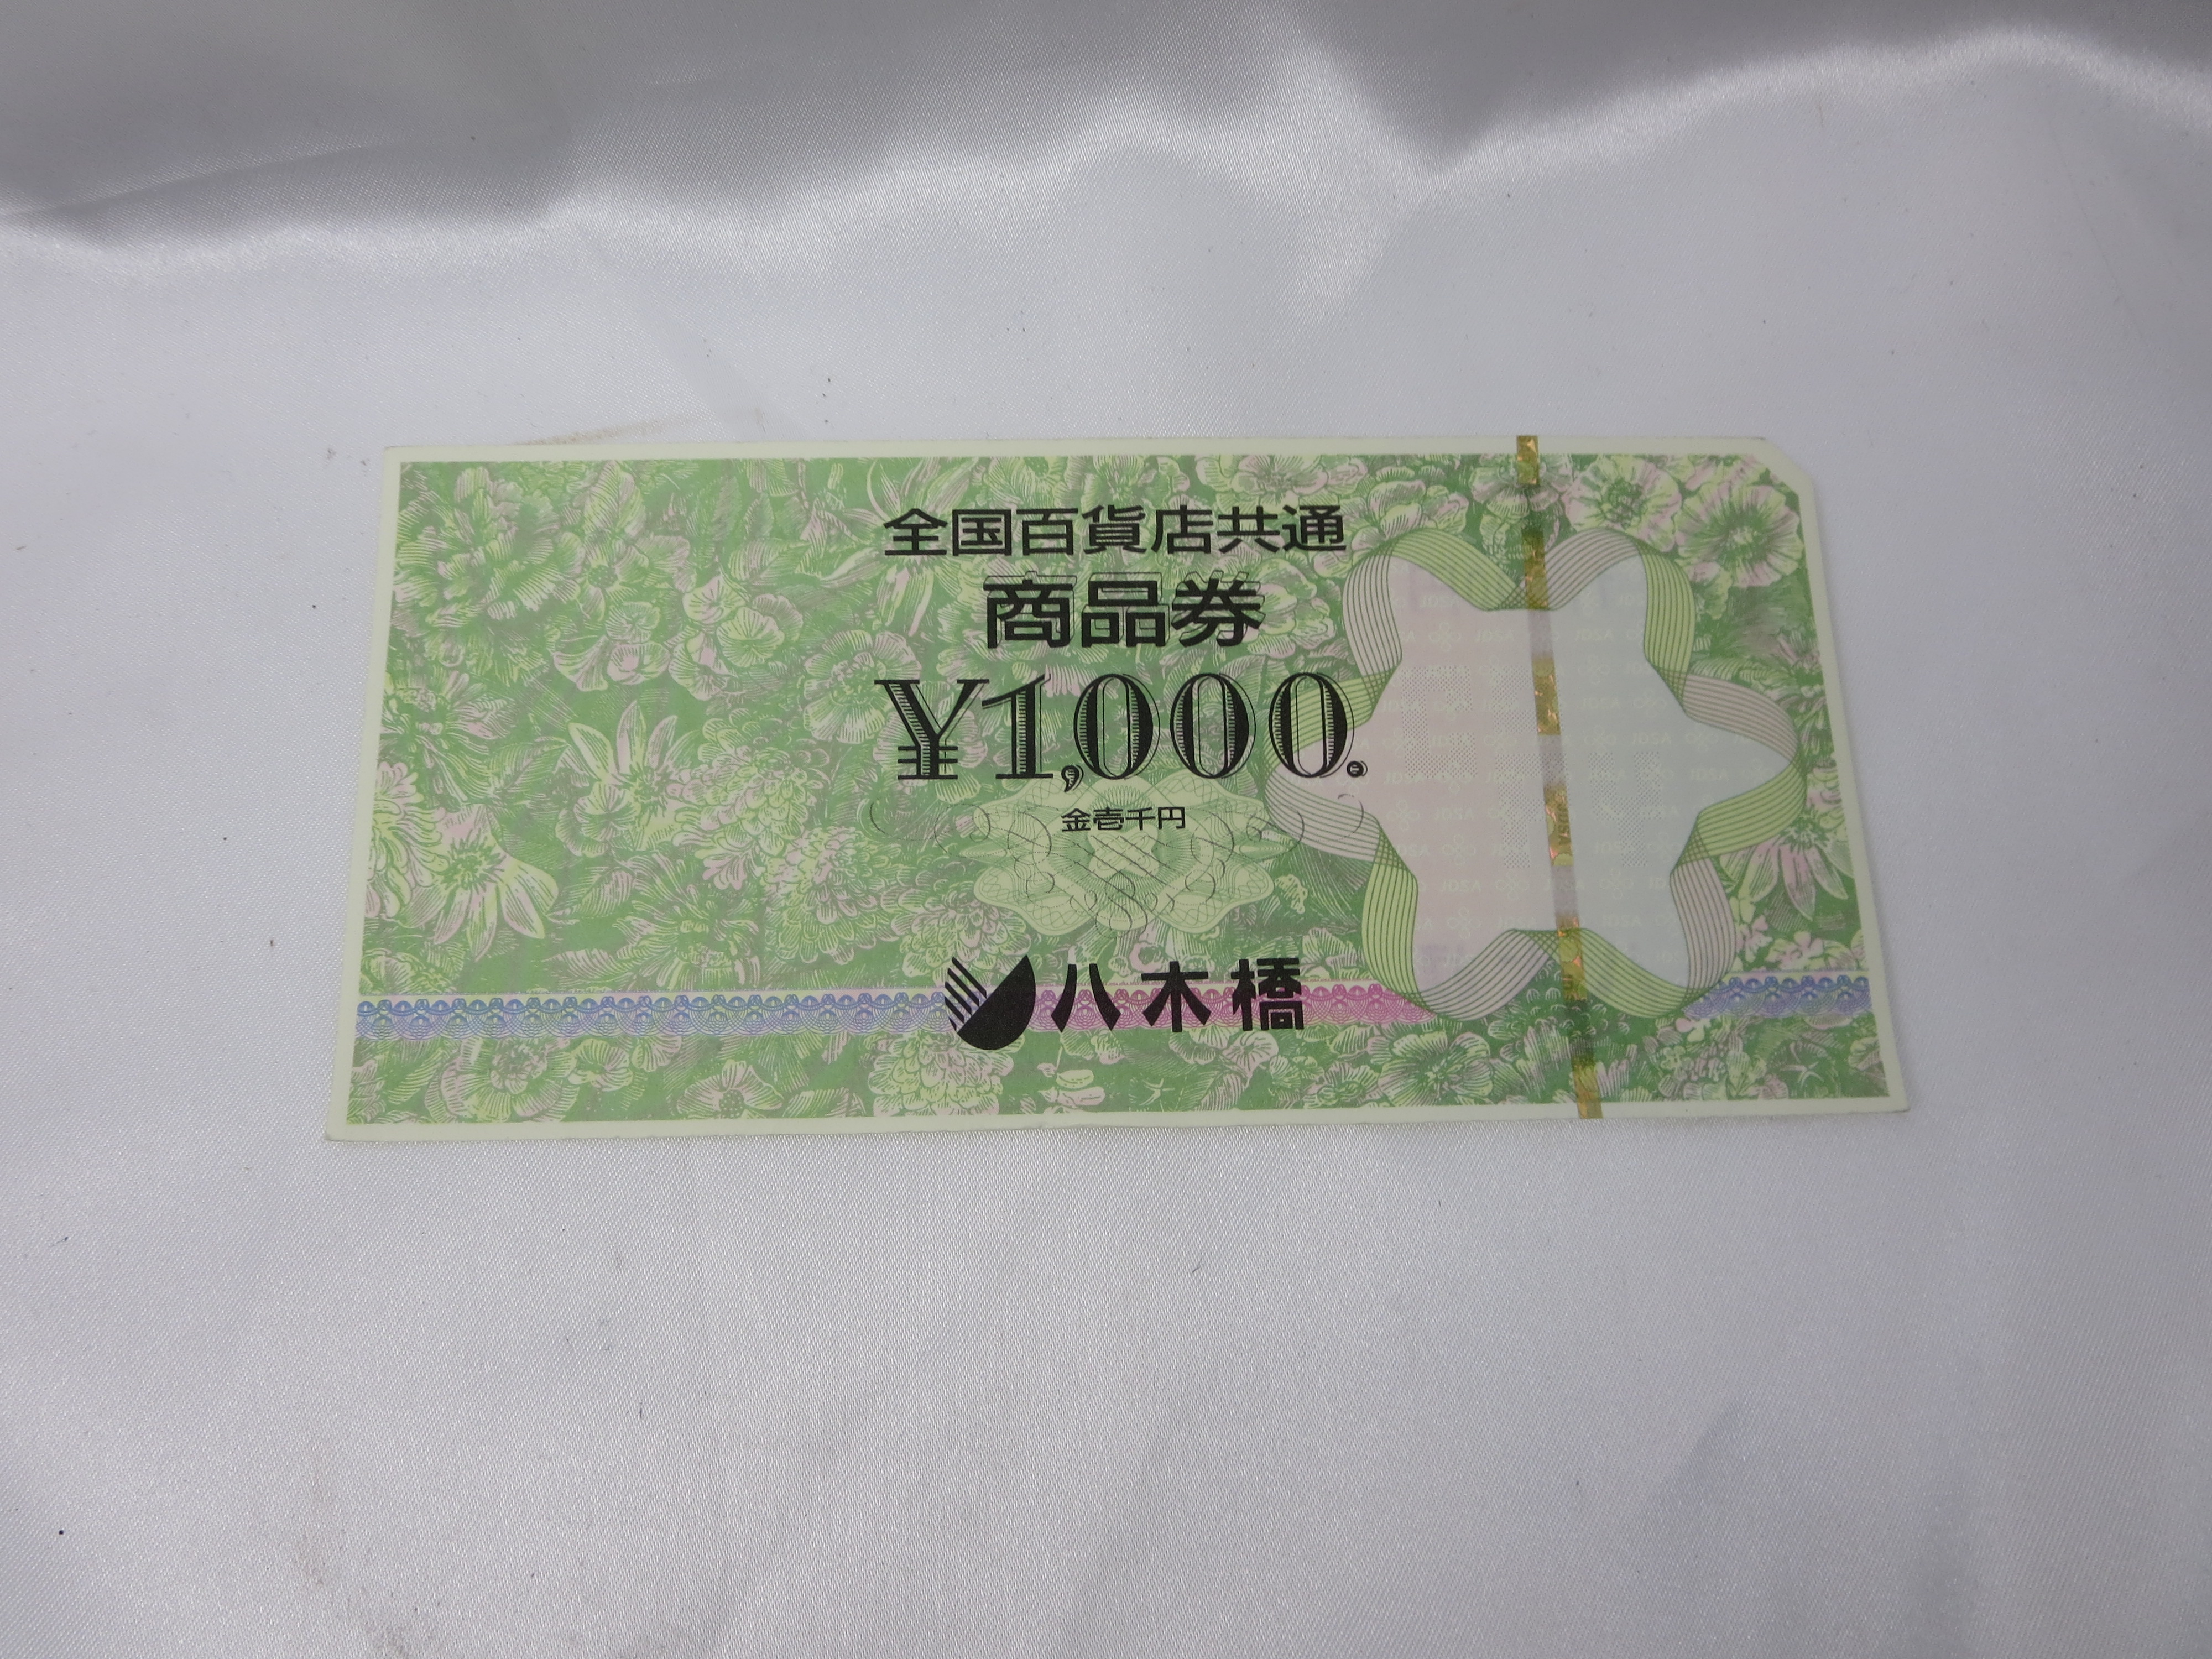 全国百貨店共通
商品券
¥1,000.
金壱千円
八木橋